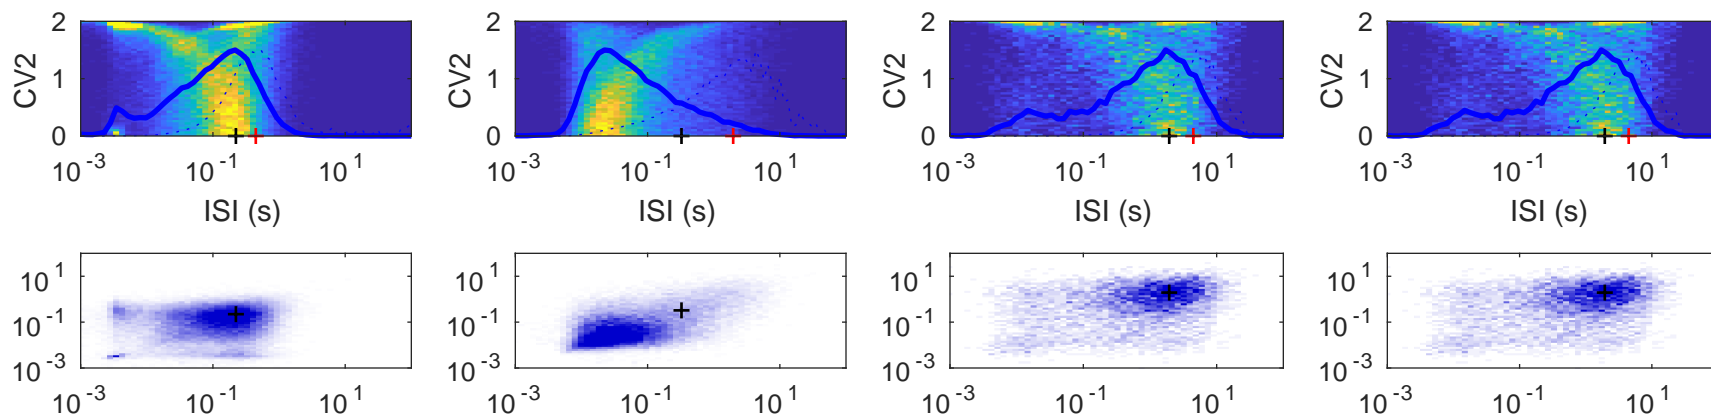 2 2 2 2
CV2 CV2 CV2 CV2
1 1 1 1
0 0 0 0
10^-3 10^-1 10^1 10^-3 10^-1 10^1 10^-3 10^-1 10^1 10^-3 10^-1 10^1
ISI (s) ISI (s) ISI (s) ISI (s)
10^1 10^1 10^1 10^1
10^-1 10^-1 10^-1 10^-1
10^-3 10^-3 10^-3 10^-3
10^-3 10^-1 10^1 10^-3 10^-1 10^1 10^-3 10^-1 10^1 10^-3 10^-1 10^1